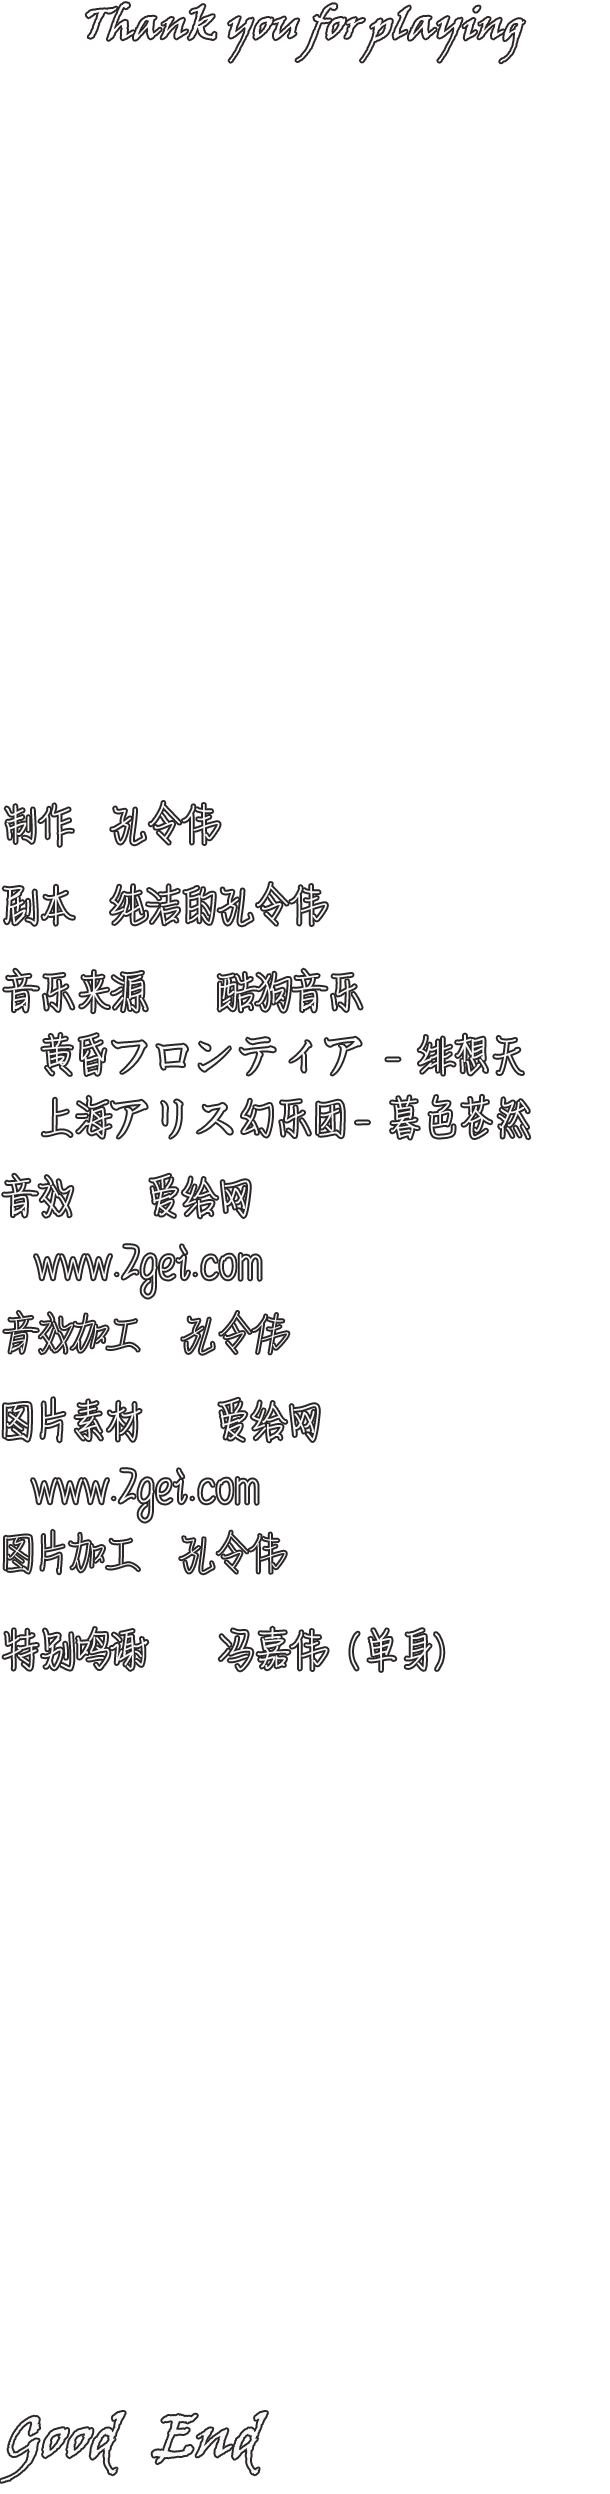 Thank you for playing
制作 孔令伟
剧本 纯洁的孔令伟
音乐来源 酷狗音乐
黄昏フロンティア-绯想天
上海アリス幻乐团-暮色苍然
音效 爱给网
www.2gei.com
音效加工 孔令伟
图片素材 爱给网
www.2gei.com
图片加工 孔令伟
特别鸣谢 冯嘉伟（单勇）
Good End